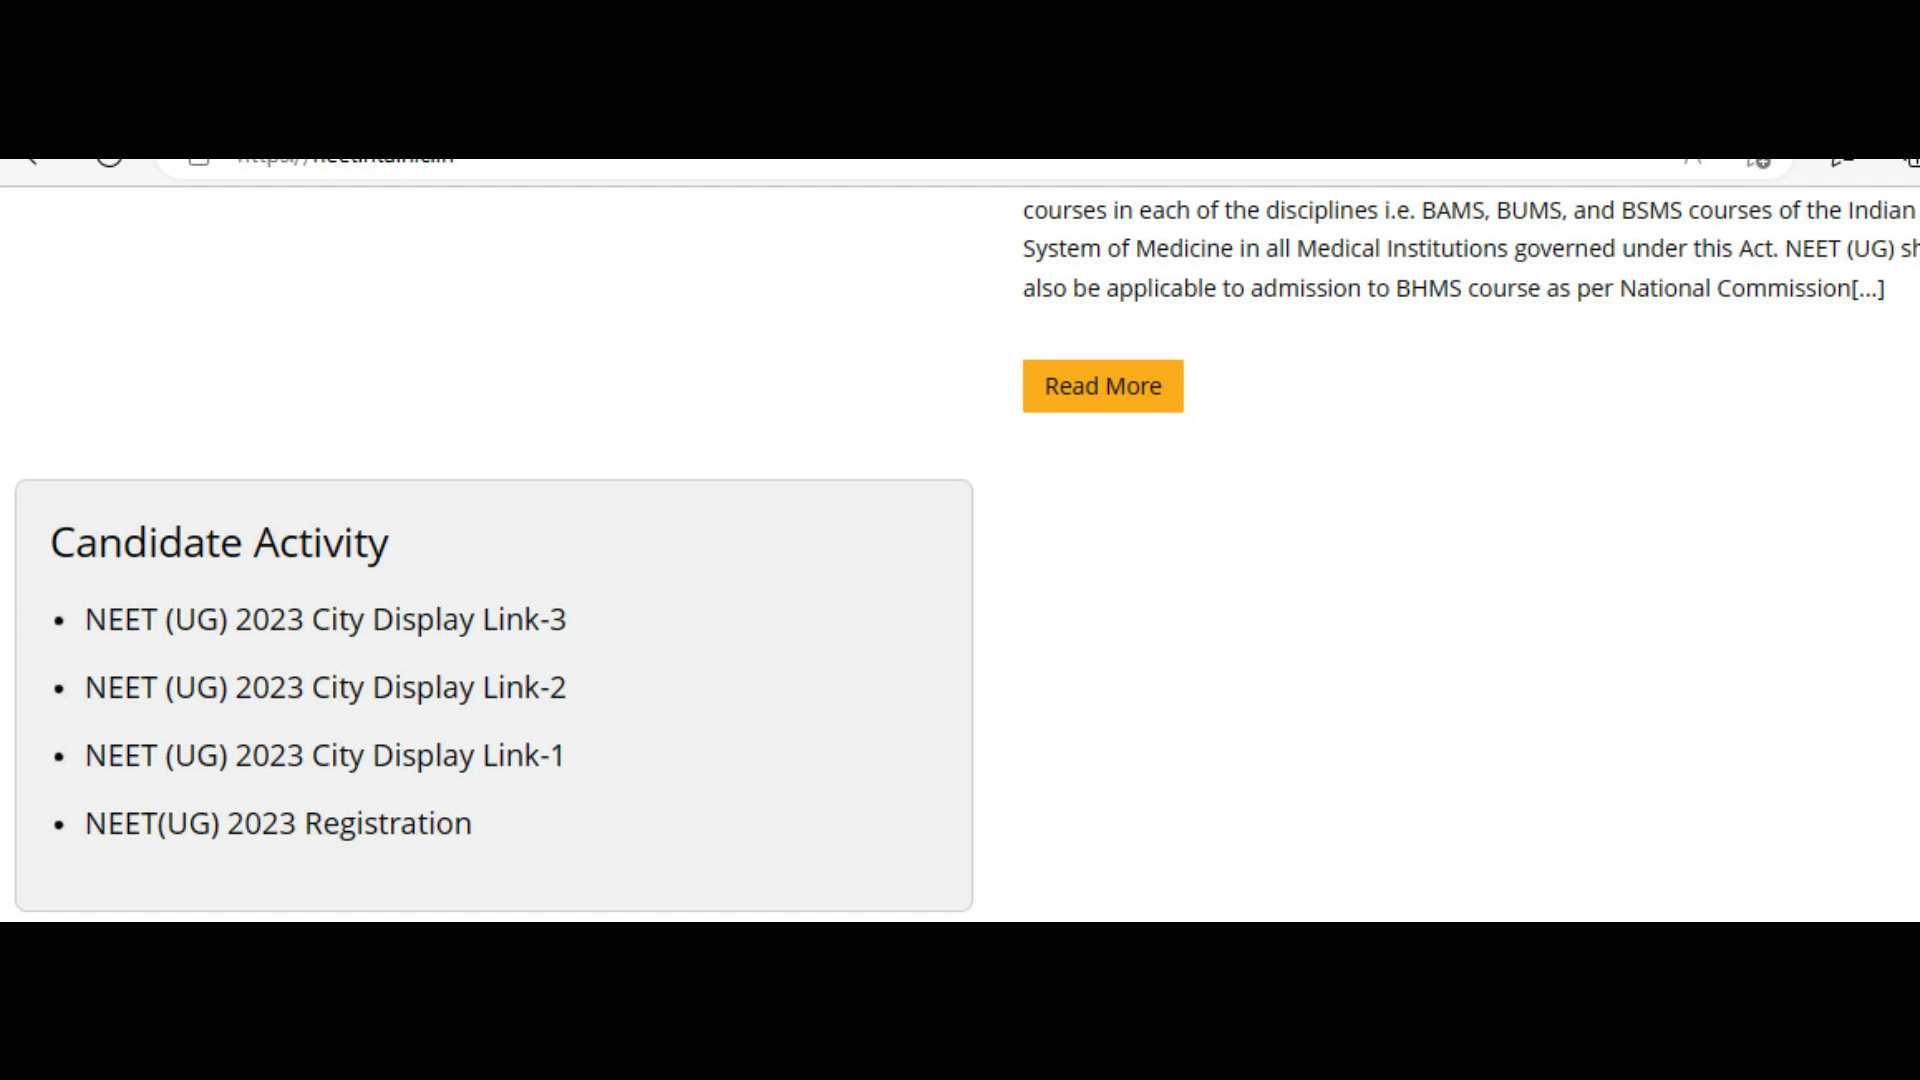 courses in each of the disciplines i.e. BAMS, BUMS, and BSMS courses of the Indian
System of Medicine in all Medical Institutions governed under this Act. NEET (UG)
also be applicable to admission to BHMS course as per National Commission[...]
Read More
Candidate Activity
• NEET (UG) 2023 City Display Link-3
• NEET (UG) 2023 City Display Link-2
• NEET (UG) 2023 City Display Link-1
• NEET(UG) 2023 Registration